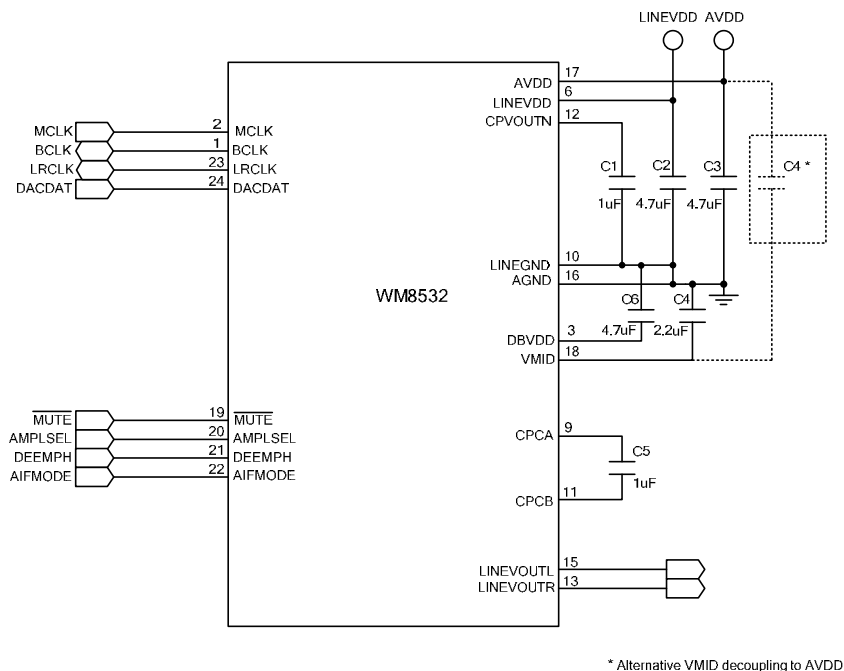 LINEVDD AVDD
17
AVDD
6
LINEVDD
12
CPVOUTN
MCLK 2 MCLK
BCLK 1 BCLK
LRCLK 23 LRCLK
DACDAT 24 DACDAT
C1 C2 C3 C4 *
1uF 4.7uF 4.7uF
LINEGND 10
AGND 16
WM8532
C6 C4
4.7uF 2.2uF
DBVDD 3
VMID 18
MUTE 19 MUTE
AMPLSEL 20 AMPLSEL
DEEMPH 21 DEEMPH
AIFMODE 22 AIFMODE
CPCA 9
C5
1uF
CPCB 11
LINEVOUTL 15
LINEVOUTR 13
* Alternative VMID decoupling to AVDD